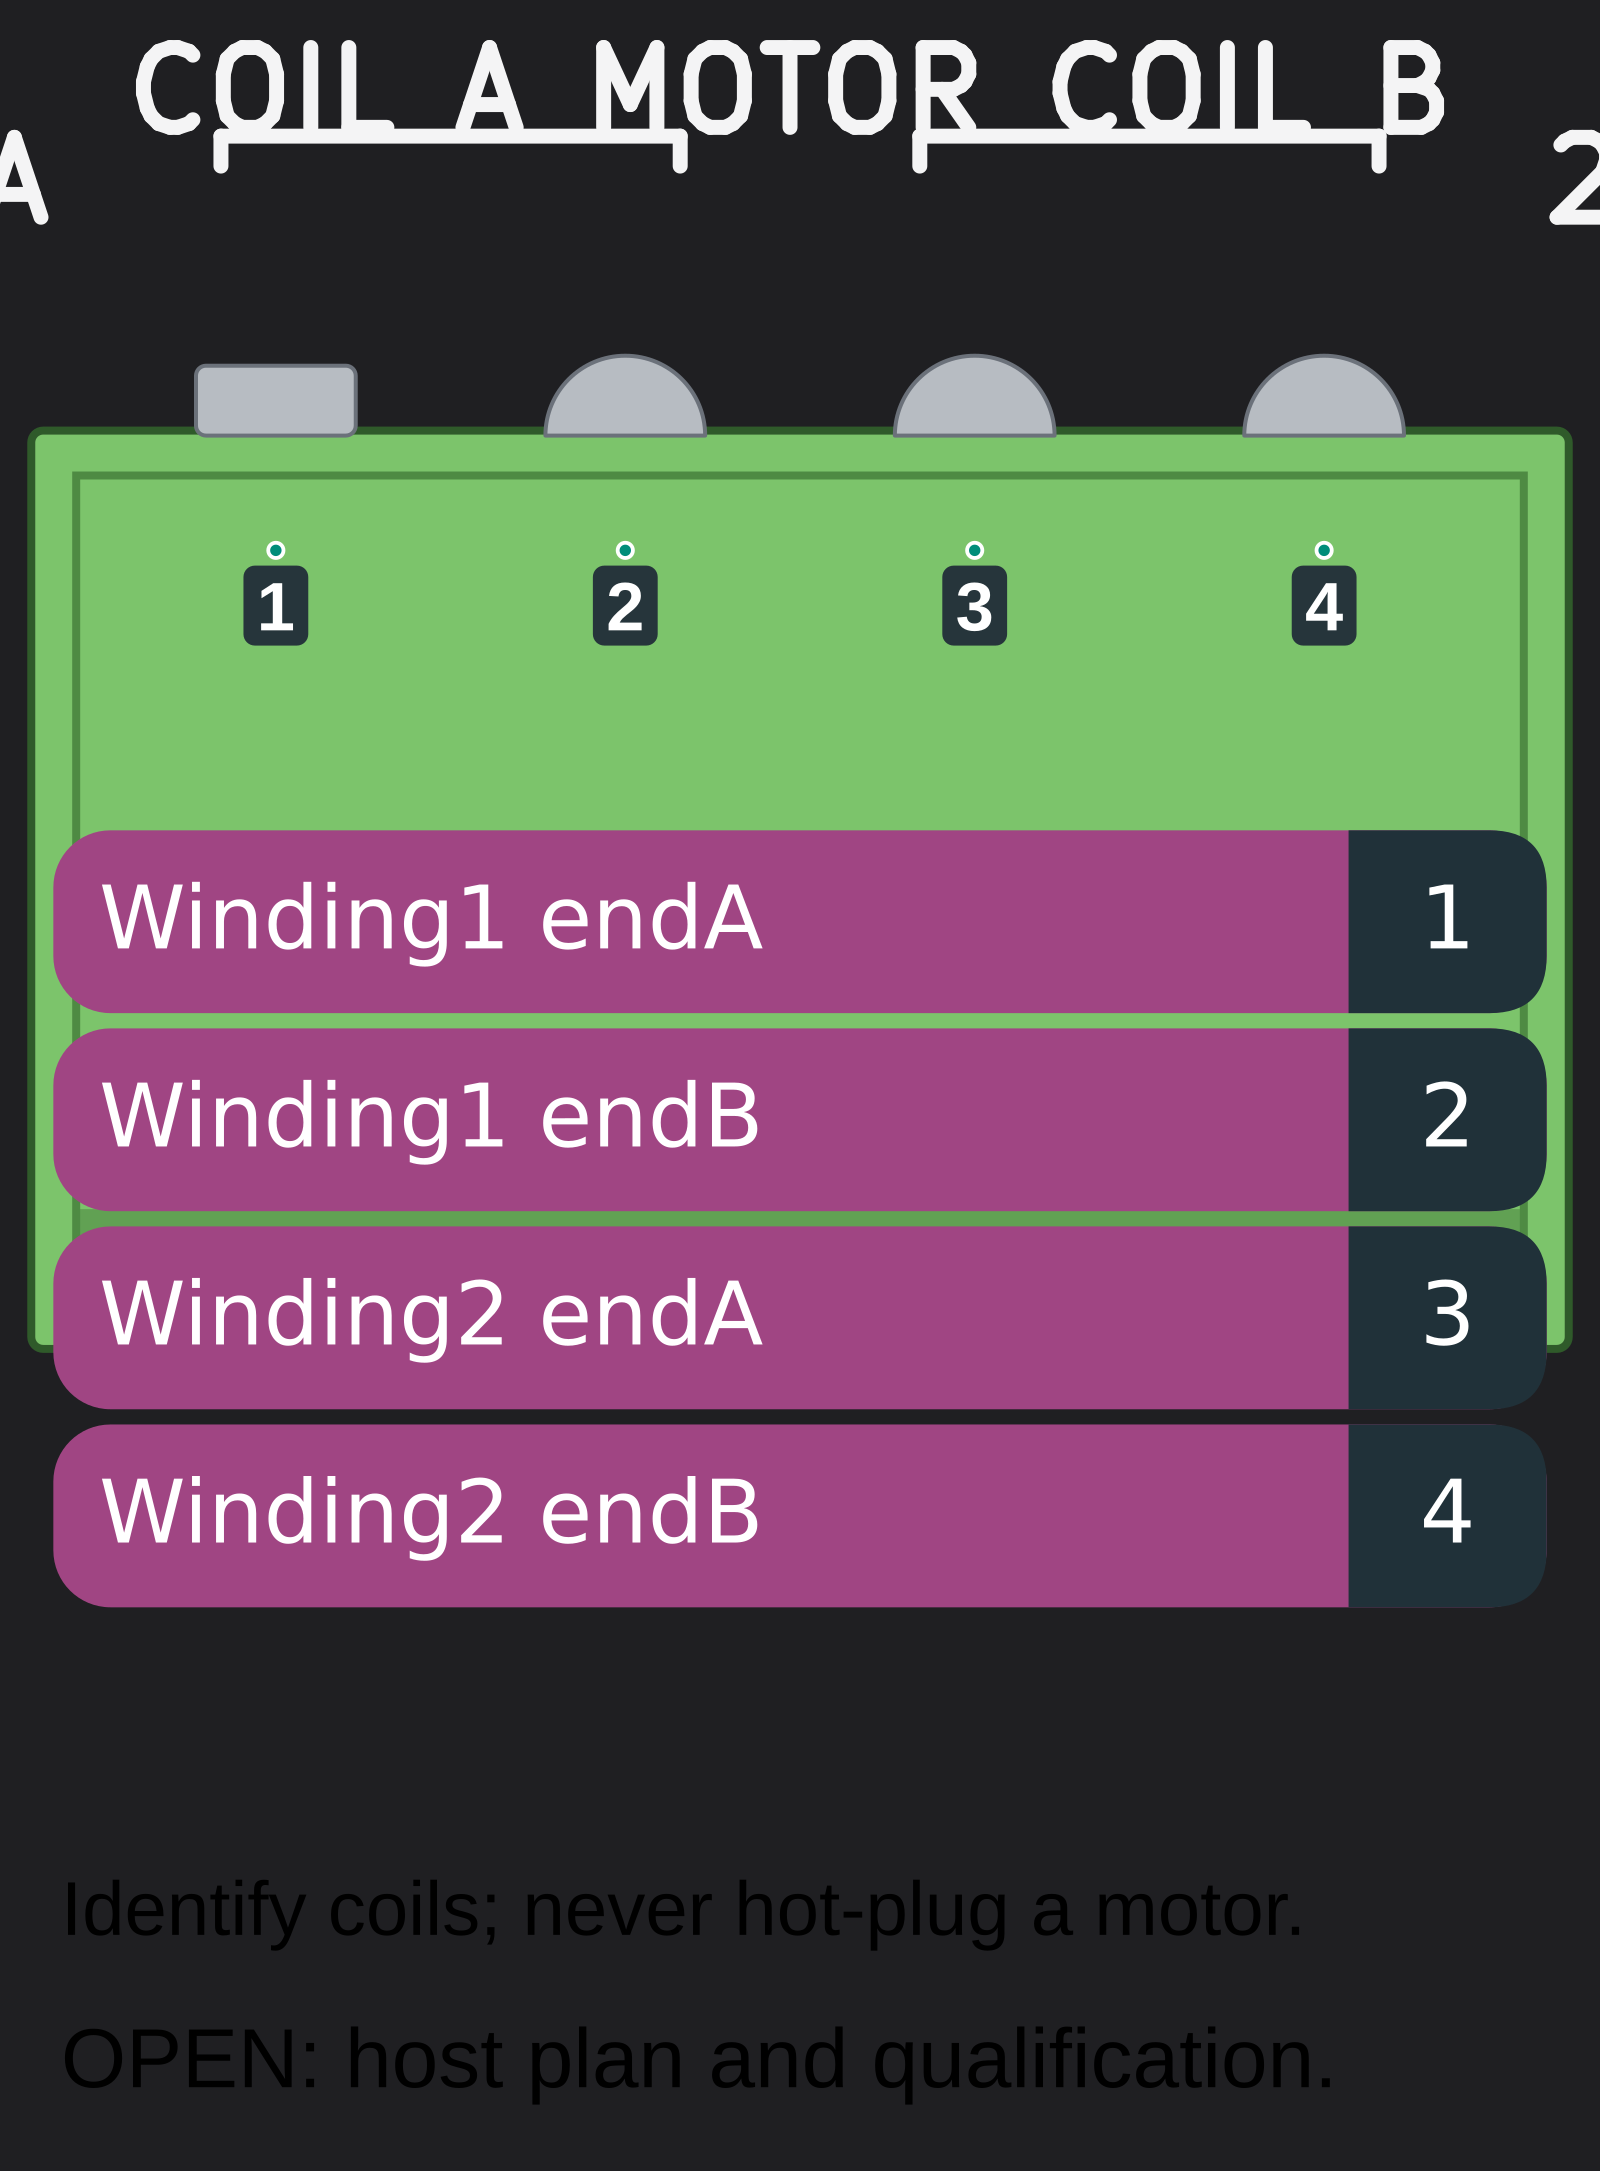 COIL A MOTOR COIL B
A 2
1 2 3 4
Winding1 endA 1
Winding1 endB 2
Winding2 endA 3
Winding2 endB 4
Identify coils; never hot-plug a motor.
OPEN: host plan and qualification.